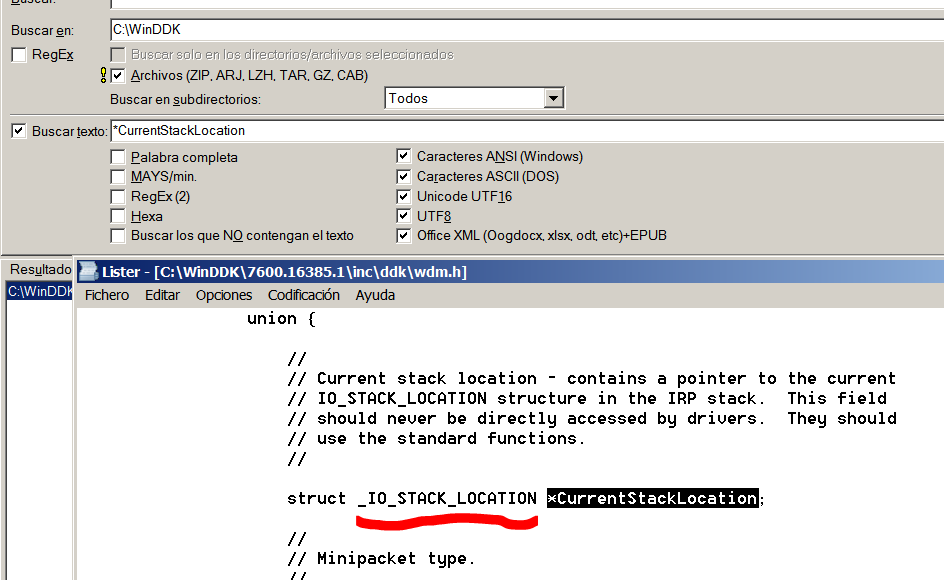 Buscar en: C:\WinDDK
RegEx Buscar solo en los directorios/archivos seleccionados
Archivos (ZIP, ARJ, LZH, TAR, GZ, CAB)
Buscar en subdirectorios: Todos
Buscar texto: *CurrentStackLocation
Palabra completa Caracteres ANSI (Windows)
MAYS/min. Caracteres ASCII (DOS)
RegEx (2) Unicode UTF16
Hexa UTF8
Buscar los que NO contengan el texto Office XML (Oogdocx, xlsx, odt, etc)+EPUB
Resultado
Lister - [C:\WinDDK\7600.16385.1\inc\ddk\wdm.h]
C:\WinDDK
Fichero Editar Opciones Codificación Ayuda
union {
//
// Current stack location - contains a pointer to the current
// IO_STACK_LOCATION structure in the IRP stack.  This field
// should never be directly accessed by drivers.  They should
// use the standard functions.
//
struct _IO_STACK_LOCATION *CurrentStackLocation;
//
// Minipacket type.
//